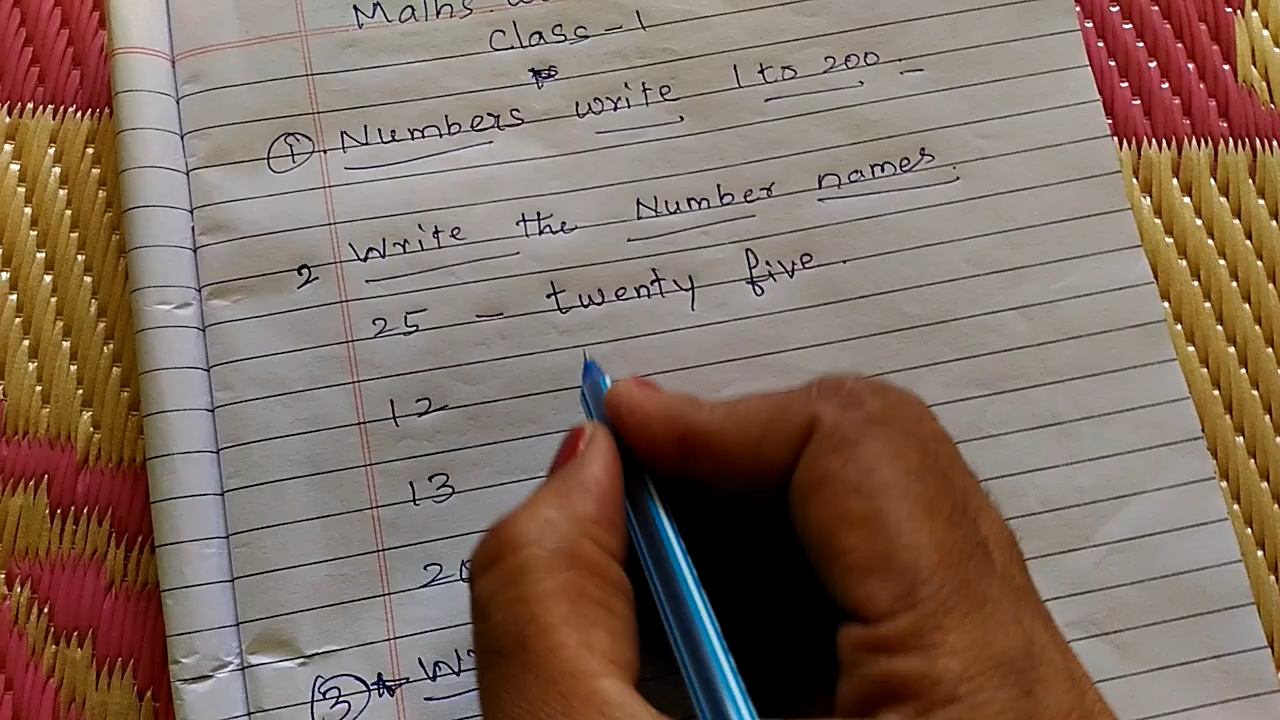 Maths
Class - 1
① Numbers write 1 to 200 -
2 Write the Number names.
25 - twenty five.
12
13
3